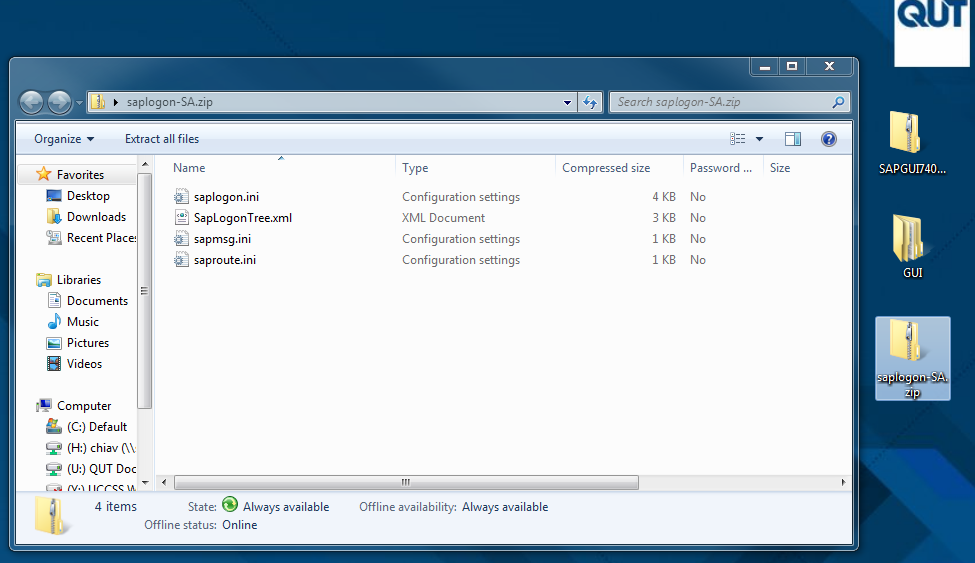 QUT
saplogon-SA.zip
Search saplogon-SA.zip
Organize
Extract all files
Name
Type
Compressed size
Password ...
Size
Favorites
Desktop
Downloads
Recent Places
Libraries
Documents
Music
Pictures
Videos
Computer
(C:) Default
(H:) chiav (\\
(U:) QUT Doc
(Y:) UCCSS W
saplogon.ini
Configuration settings
4 KB
No
SapLogonTree.xml
XML Document
3 KB
No
sapmsg.ini
Configuration settings
1 KB
No
saproute.ini
Configuration settings
1 KB
No
4 items
State:
Always available
Offline availability:
Always available
Offline status:
Online
SAPGUI740...
GUI
saplogon-SA.
zip